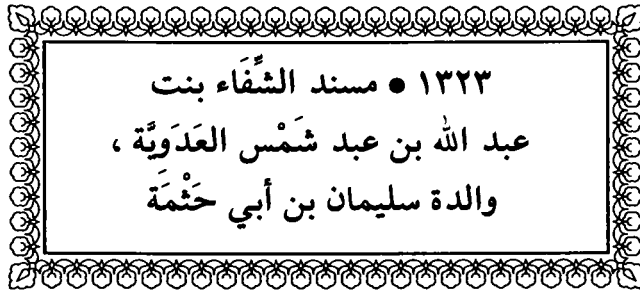 ١٣٢٣ ● مسند الشِّفَاء بنت
عبد الله بن عبد شَمْس العَدَوِيَّة ،
والدة سليمان بن أبي حَثْمَة